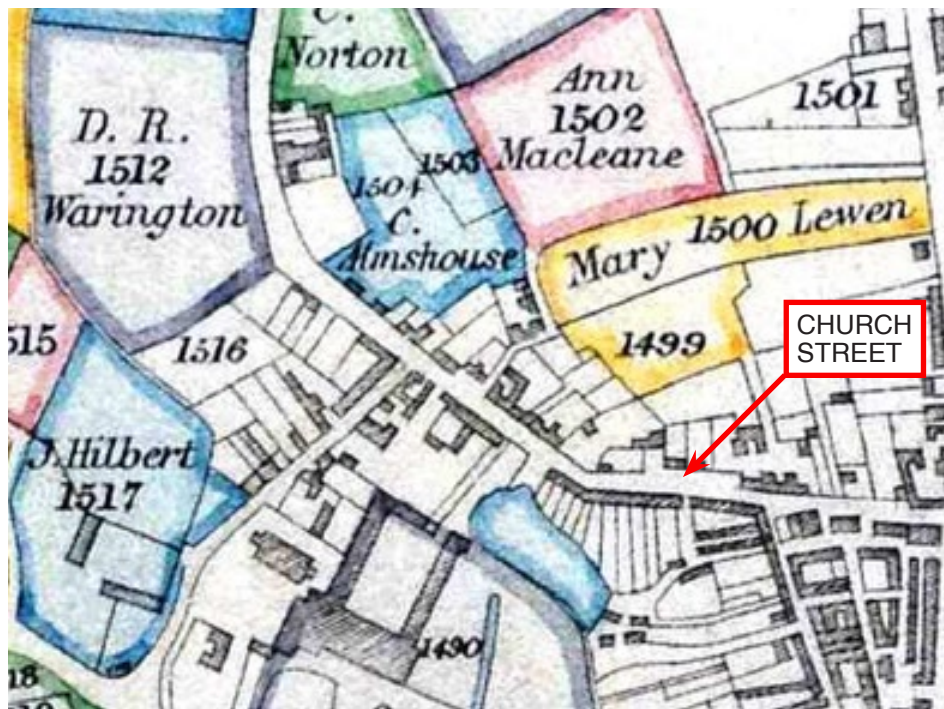 C.
Norton
Ann
1502
Macleane
1501
D. R.
1512
Warington
1503
1504
C.
Almshouse
Mary 1500 Lewen
1499
CHURCH
STREET
515
1516
J. Hilbert
1517
1490
18